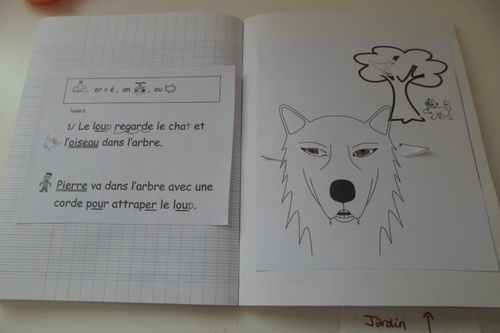 er = é, on , ou
Texte 3
1/ Le loup regarde le chat et
l'oiseau dans l'arbre.
Pierre va dans l'arbre avec une
corde pour attraper le loup.
Jardin ↑